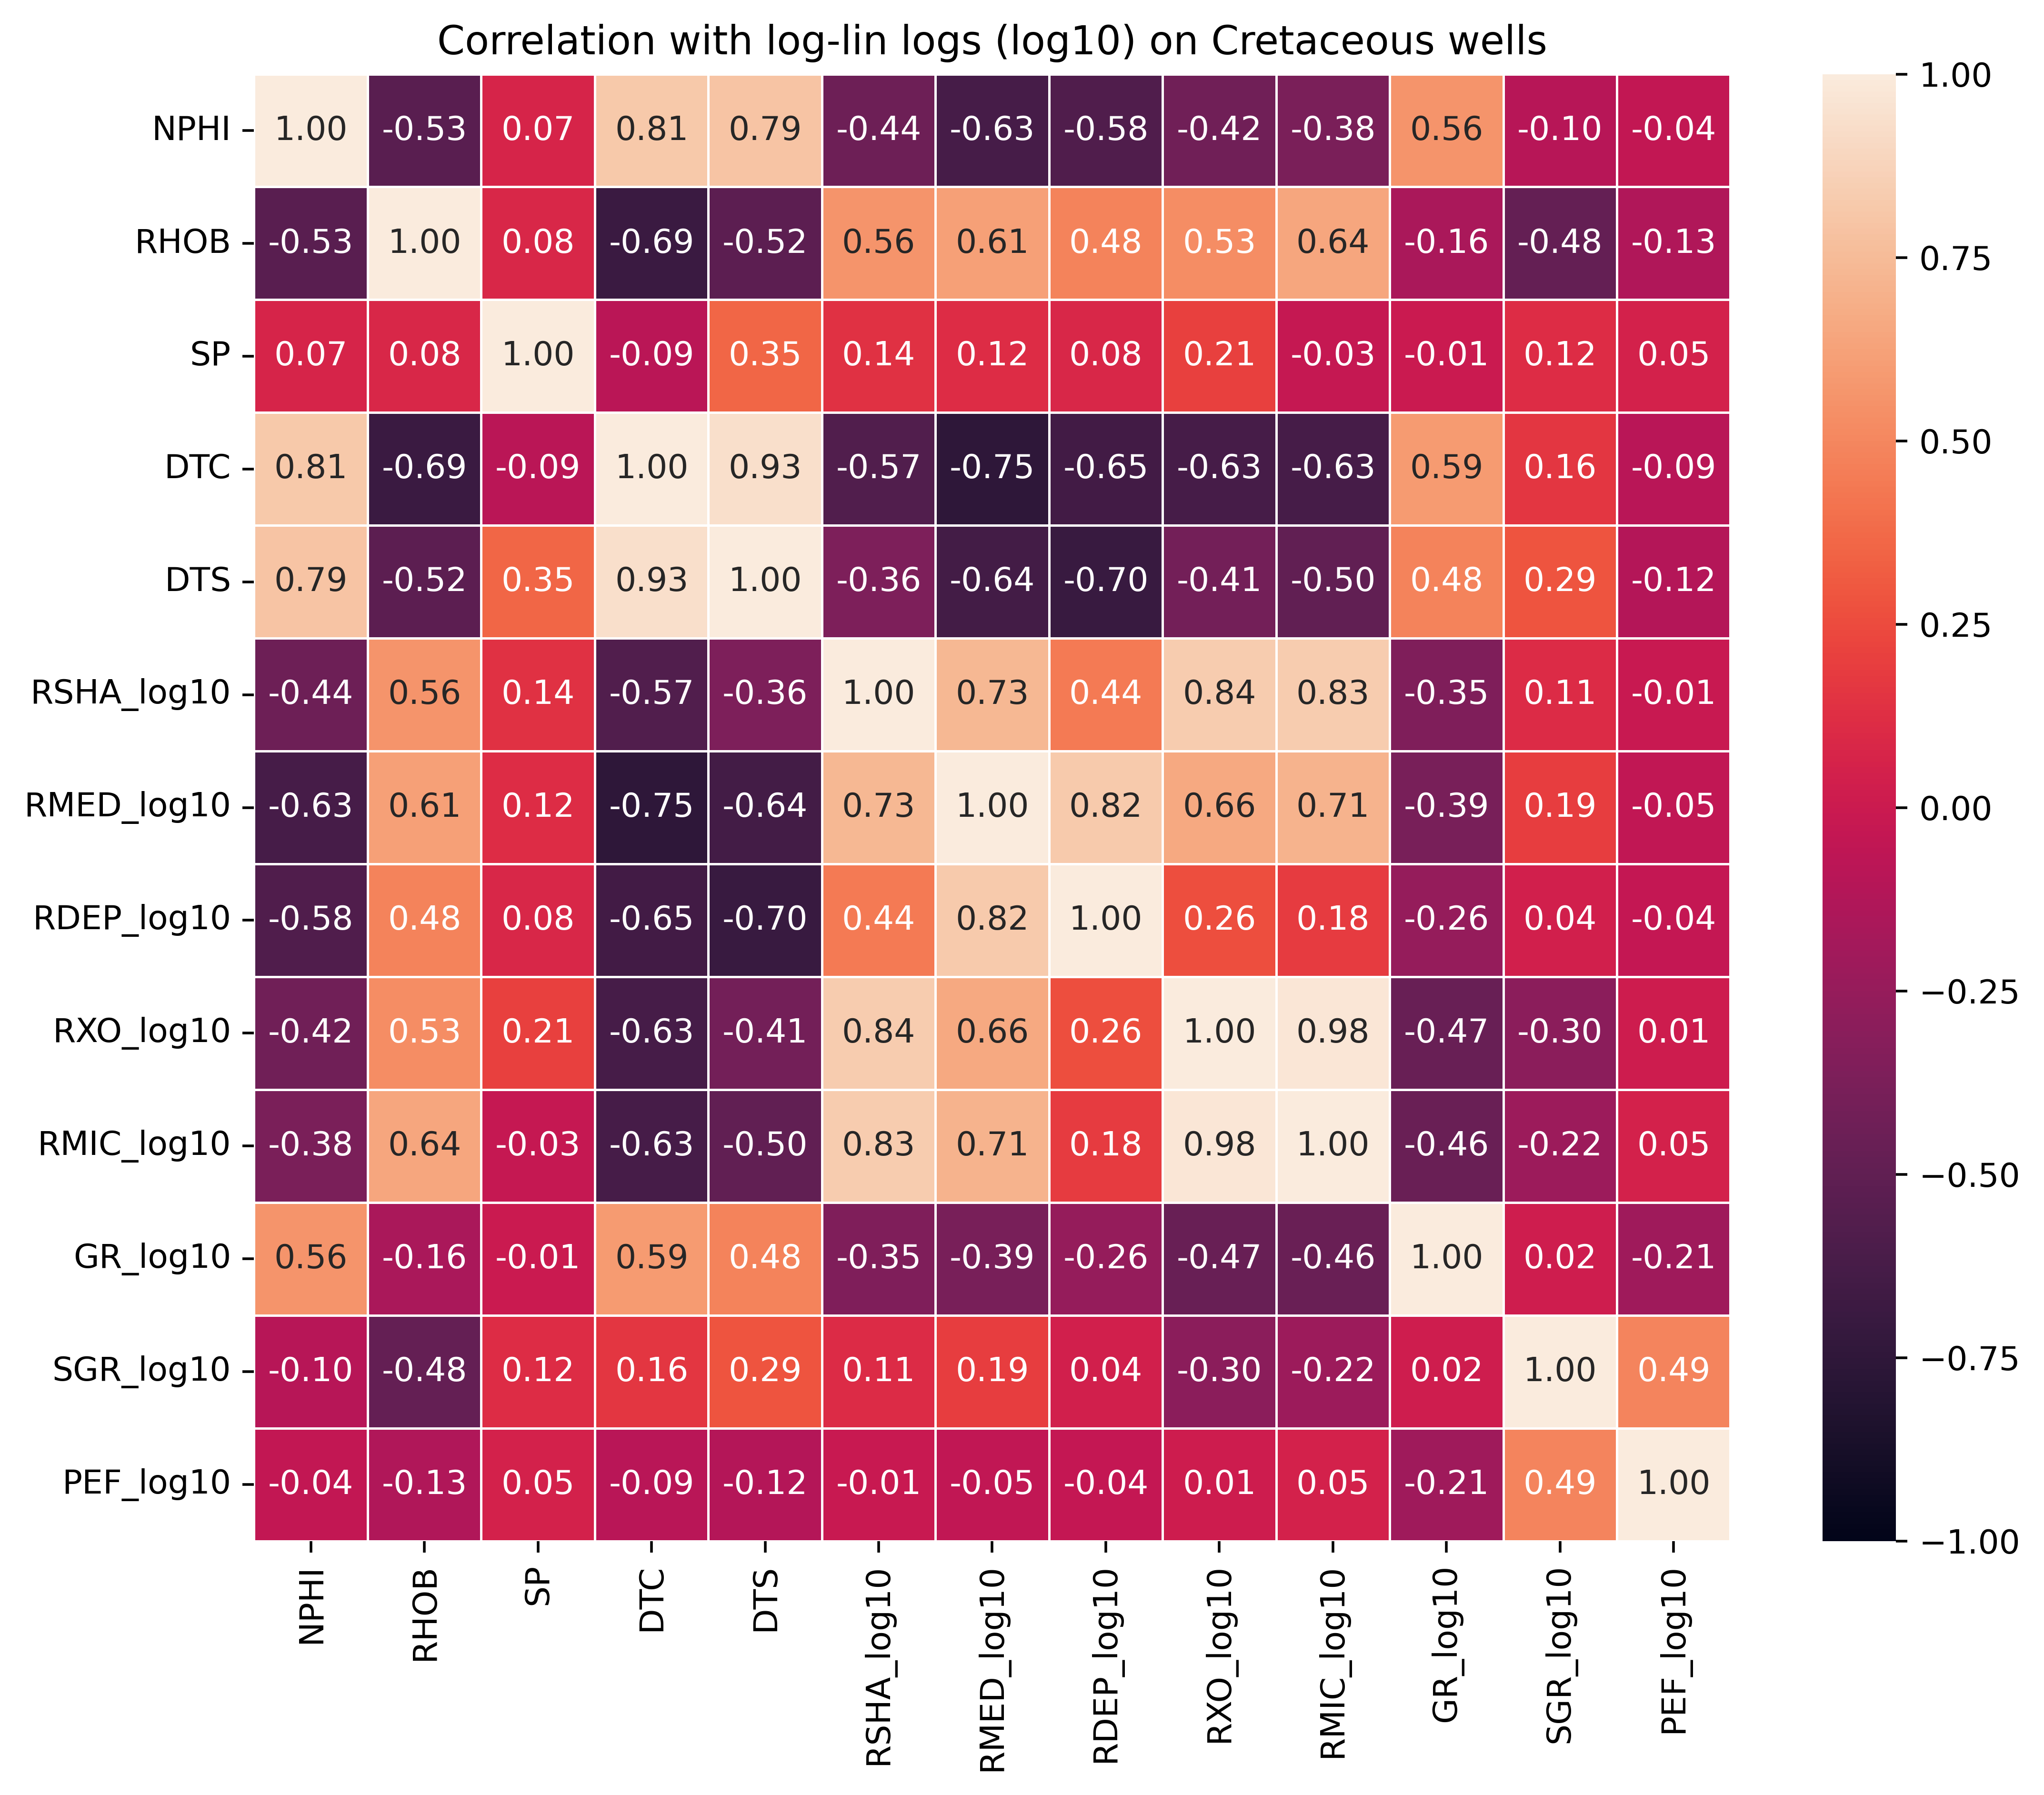 Correlation with log-lin logs (log10) on Cretaceous wells
NPHI 1.00 -0.53 0.07 0.81 0.79 -0.44 -0.63 -0.58 -0.42 -0.38 0.56 -0.10 -0.04
RHOB -0.53 1.00 0.08 -0.69 -0.52 0.56 0.61 0.48 0.53 0.64 -0.16 -0.48 -0.13
SP 0.07 0.08 1.00 -0.09 0.35 0.14 0.12 0.08 0.21 -0.03 -0.01 0.12 0.05
DTC 0.81 -0.69 -0.09 1.00 0.93 -0.57 -0.75 -0.65 -0.63 -0.63 0.59 0.16 -0.09
DTS 0.79 -0.52 0.35 0.93 1.00 -0.36 -0.64 -0.70 -0.41 -0.50 0.48 0.29 -0.12
RSHA_log10 -0.44 0.56 0.14 -0.57 -0.36 1.00 0.73 0.44 0.84 0.83 -0.35 0.11 -0.01
RMED_log10 -0.63 0.61 0.12 -0.75 -0.64 0.73 1.00 0.82 0.66 0.71 -0.39 0.19 -0.05
RDEP_log10 -0.58 0.48 0.08 -0.65 -0.70 0.44 0.82 1.00 0.26 0.18 -0.26 0.04 -0.04
RXO_log10 -0.42 0.53 0.21 -0.63 -0.41 0.84 0.66 0.26 1.00 0.98 -0.47 -0.30 0.01
RMIC_log10 -0.38 0.64 -0.03 -0.63 -0.50 0.83 0.71 0.18 0.98 1.00 -0.46 -0.22 0.05
GR_log10 0.56 -0.16 -0.01 0.59 0.48 -0.35 -0.39 -0.26 -0.47 -0.46 1.00 0.02 -0.21
SGR_log10 -0.10 -0.48 0.12 0.16 0.29 0.11 0.19 0.04 -0.30 -0.22 0.02 1.00 0.49
PEF_log10 -0.04 -0.13 0.05 -0.09 -0.12 -0.01 -0.05 -0.04 0.01 0.05 -0.21 0.49 1.00
NPHI RHOB SP DTC DTS RSHA_log10 RMED_log10 RDEP_log10 RXO_log10 RMIC_log10 GR_log10 SGR_log10 PEF_log10
1.00
0.75
0.50
0.25
0.00
−0.25
−0.50
−0.75
−1.00